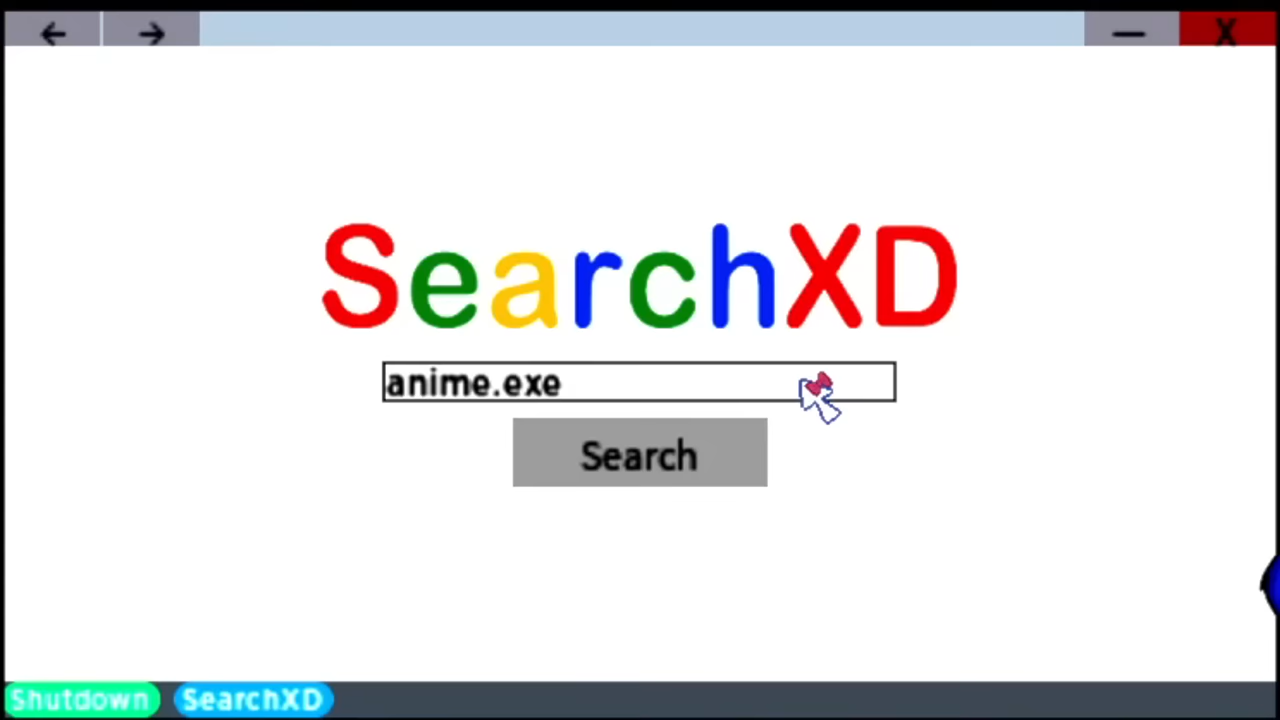 ← → — X
SearchXD
anime.exe
Search
Shutdown SearchXD